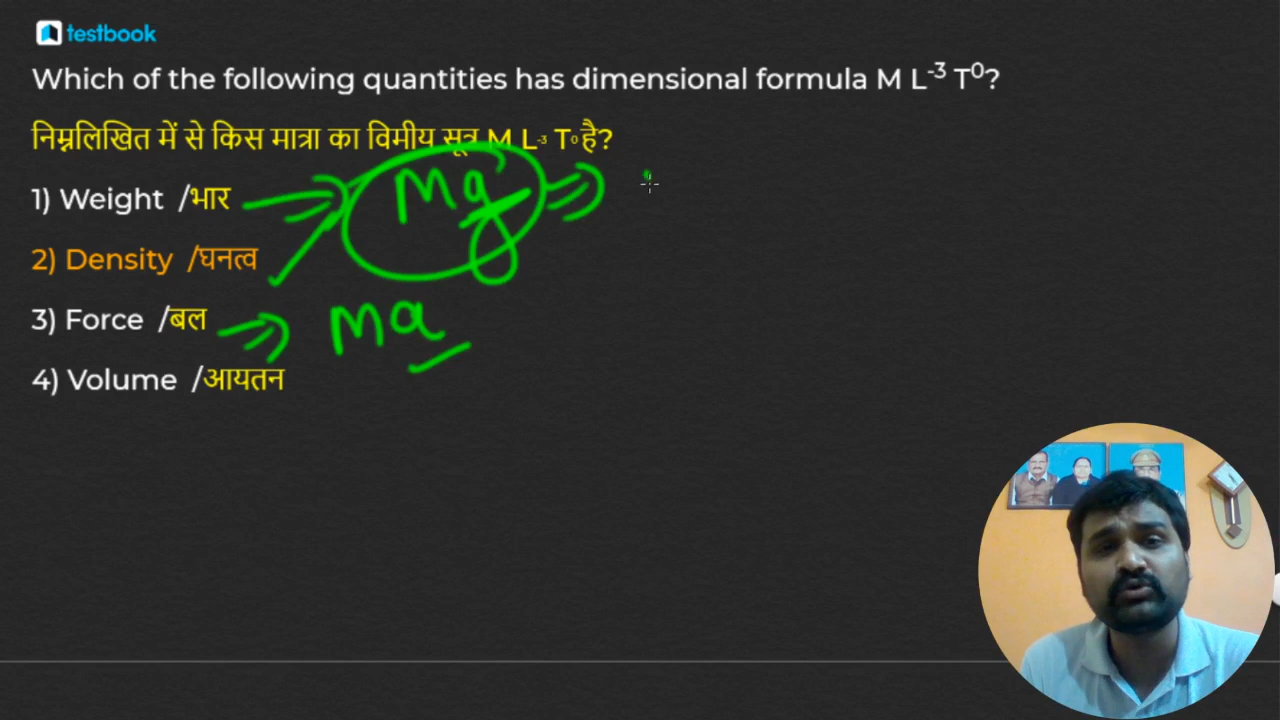 testbook
Which of the following quantities has dimensional formula M L⁻³ T⁰?
निम्नलिखित में से किस मात्रा का विमीय सूत्र M L⁻³ T⁰ है?
1) Weight /भार
Mg
2) Density /घनत्व
3) Force /बल
Ma
4) Volume /आयतन